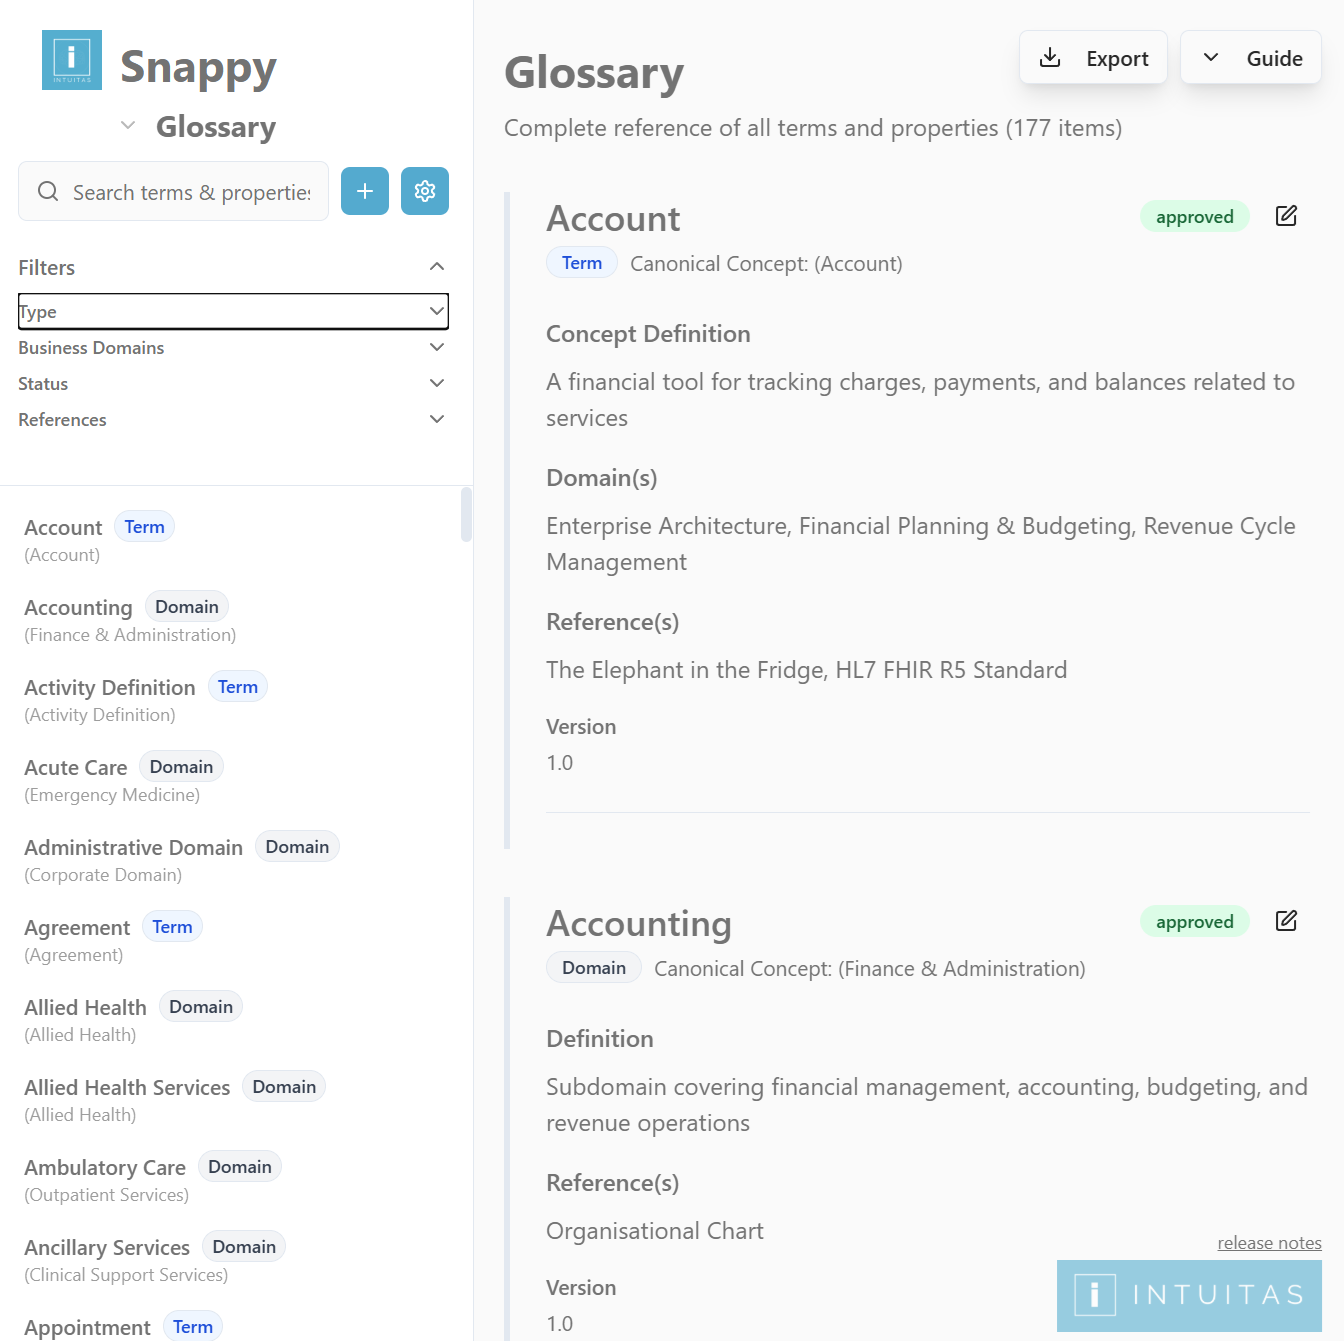 i
INTUITAS
Snappy
Glossary
Search terms & properties
Filters
Type
Business Domains
Status
References
Account Term
(Account)
Accounting Domain
(Finance & Administration)
Activity Definition Term
(Activity Definition)
Acute Care Domain
(Emergency Medicine)
Administrative Domain Domain
(Corporate Domain)
Agreement Term
(Agreement)
Allied Health Domain
(Allied Health)
Allied Health Services Domain
(Allied Health)
Ambulatory Care Domain
(Outpatient Services)
Ancillary Services Domain
(Clinical Support Services)
Appointment Term
Glossary
Export
Guide
Complete reference of all terms and properties (177 items)
Account
approved
Term Canonical Concept: (Account)
Concept Definition
A financial tool for tracking charges, payments, and balances related to
services
Domain(s)
Enterprise Architecture, Financial Planning & Budgeting, Revenue Cycle
Management
Reference(s)
The Elephant in the Fridge, HL7 FHIR R5 Standard
Version
1.0
Accounting
approved
Domain Canonical Concept: (Finance & Administration)
Definition
Subdomain covering financial management, accounting, budgeting, and
revenue operations
Reference(s)
Organisational Chart
Version
1.0
release notes
i INTUITAS